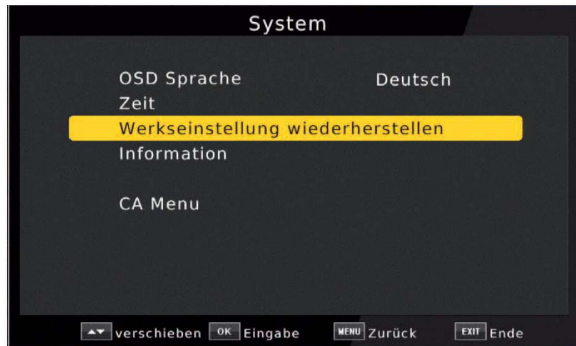 System
OSD Sprache Deutsch
Zeit
Werkseinstellung wiederherstellen
Information
CA Menu
verschieben OK Eingabe MENU Zurück EXIT Ende